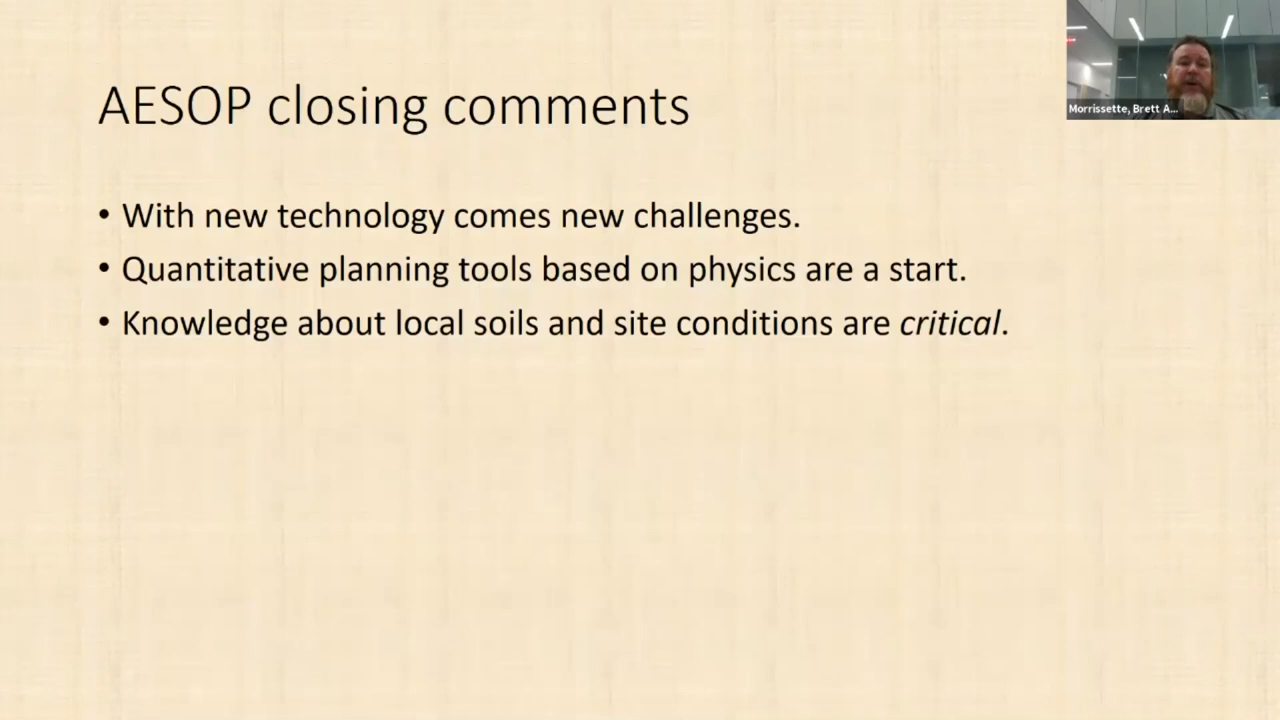 AESOP closing comments
Morrissette, Brett A...
• With new technology comes new challenges.
• Quantitative planning tools based on physics are a start.
• Knowledge about local soils and site conditions are critical.